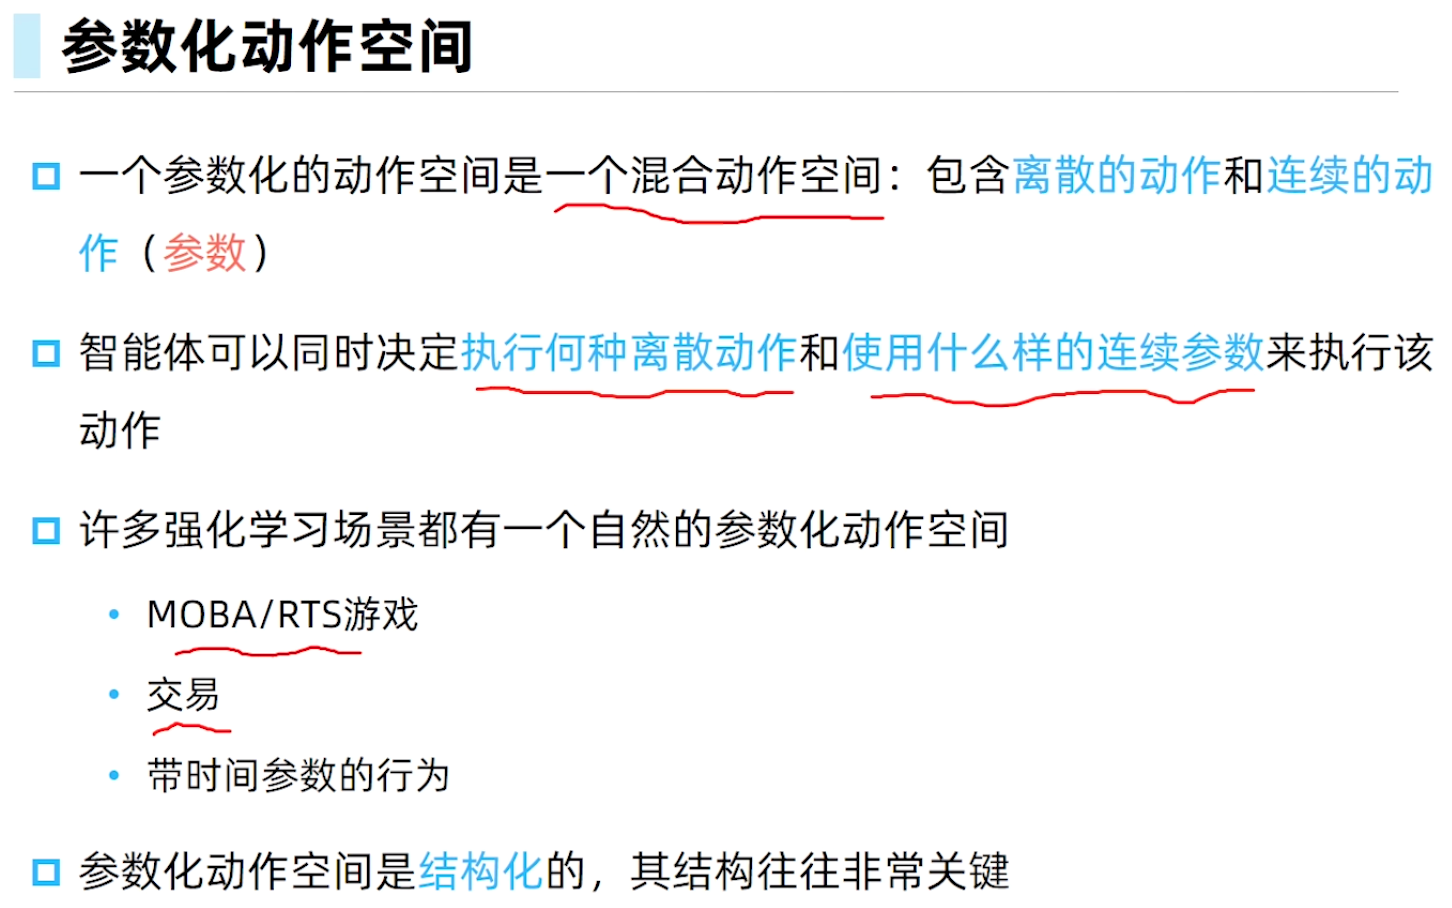 参数化动作空间
一个参数化的动作空间是一个混合动作空间：包含离散的动作和连续的动
作（参数）
智能体可以同时决定执行何种离散动作和使用什么样的连续参数来执行该
动作
许多强化学习场景都有一个自然的参数化动作空间
MOBA/RTS游戏
交易
带时间参数的行为
参数化动作空间是结构化的，其结构往往非常关键